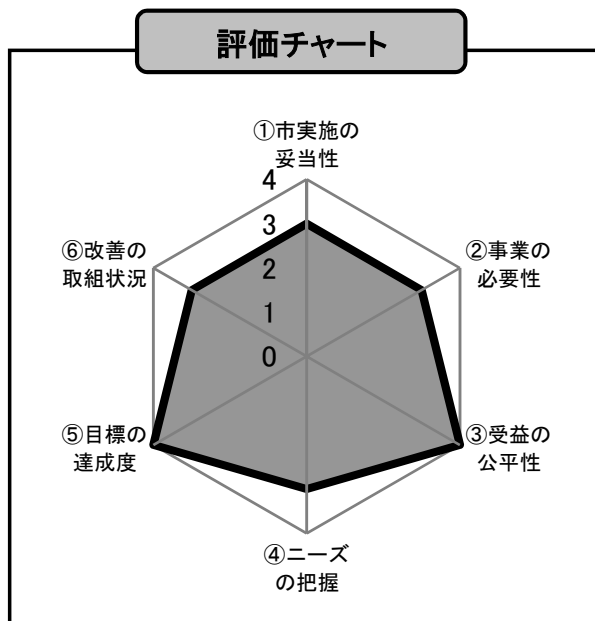 評価チャート
①市実施の
妥当性
4
3
2
1
0
②事業の
必要性
③受益の
公平性
④ニーズ
の把握
⑤目標の
達成度
⑥改善の
取組状況